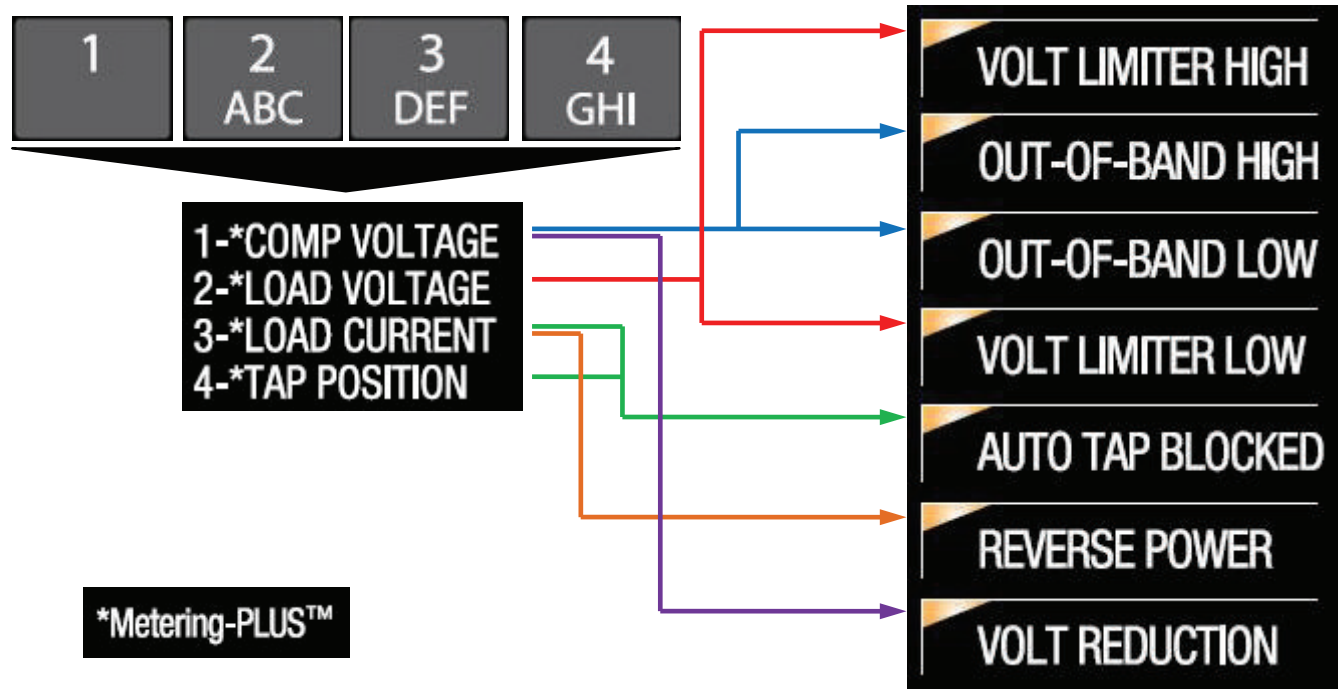 1
2
ABC
3
DEF
4
GHI
1-*COMP VOLTAGE
2-*LOAD VOLTAGE
3-*LOAD CURRENT
4-*TAP POSITION
*Metering-PLUS™
VOLT LIMITER HIGH
OUT-OF-BAND HIGH
OUT-OF-BAND LOW
VOLT LIMITER LOW
AUTO TAP BLOCKED
REVERSE POWER
VOLT REDUCTION